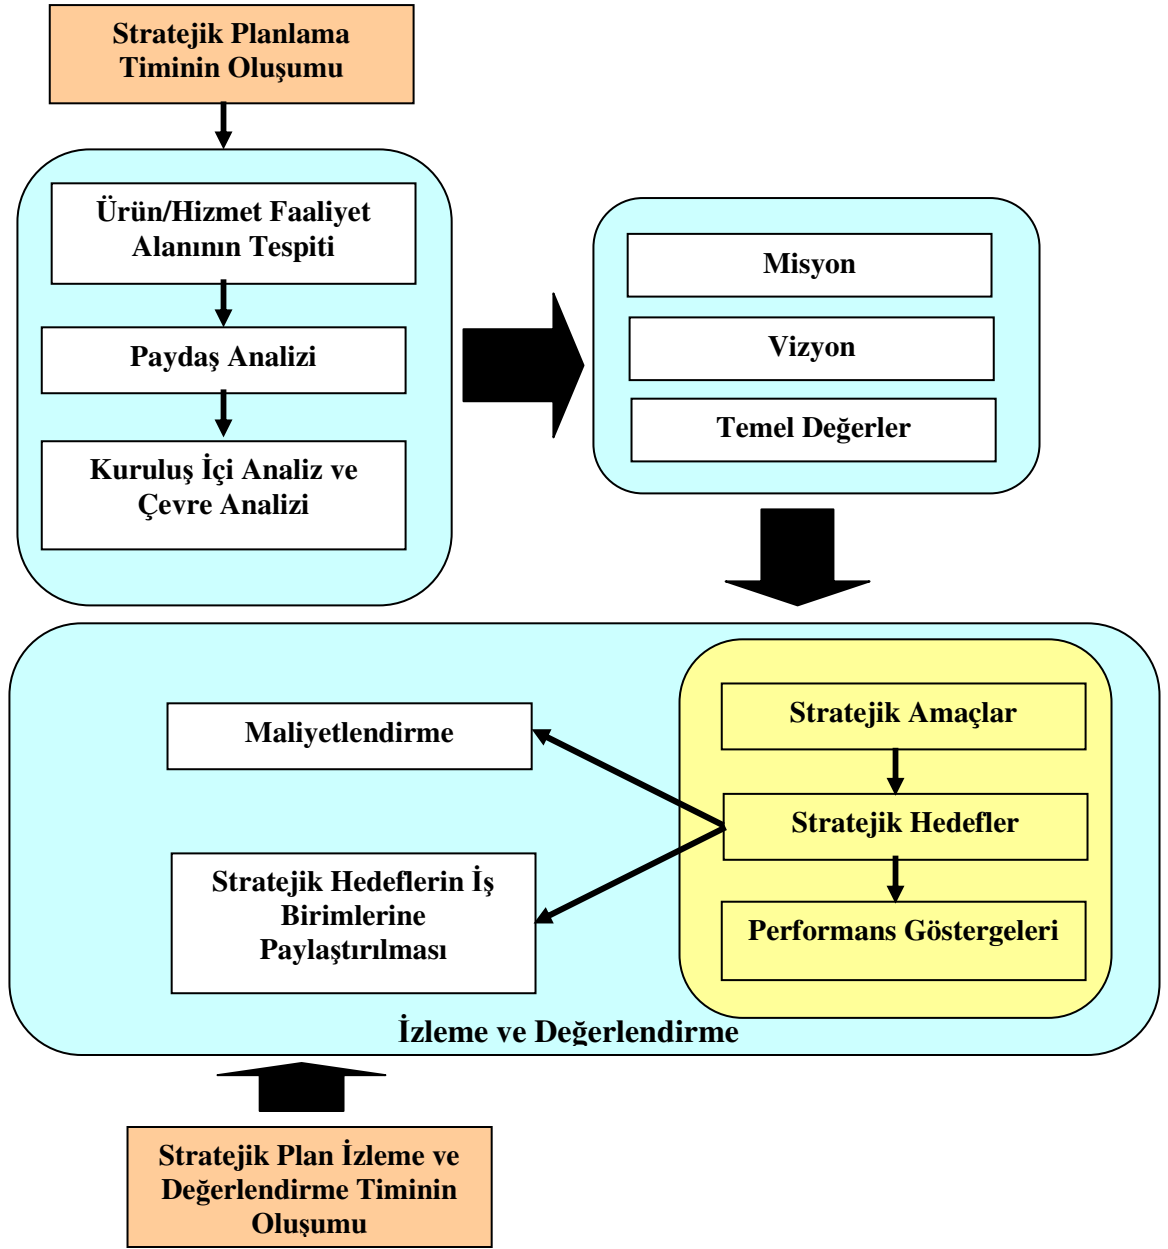 Stratejik Planlama
Timinin Oluşumu
Ürün/Hizmet Faaliyet
Alanının Tespiti
Paydaş Analizi
Kuruluş İçi Analiz ve
Çevre Analizi
Misyon
Vizyon
Temel Değerler
Stratejik Amaçlar
Stratejik Hedefler
Performans Göstergeleri
Maliyetlendirme
Stratejik Hedeflerin İş
Birimlerine
Paylaştırılması
İzleme ve Değerlendirme
Stratejik Plan İzleme ve
Değerlendirme Timinin
Oluşumu